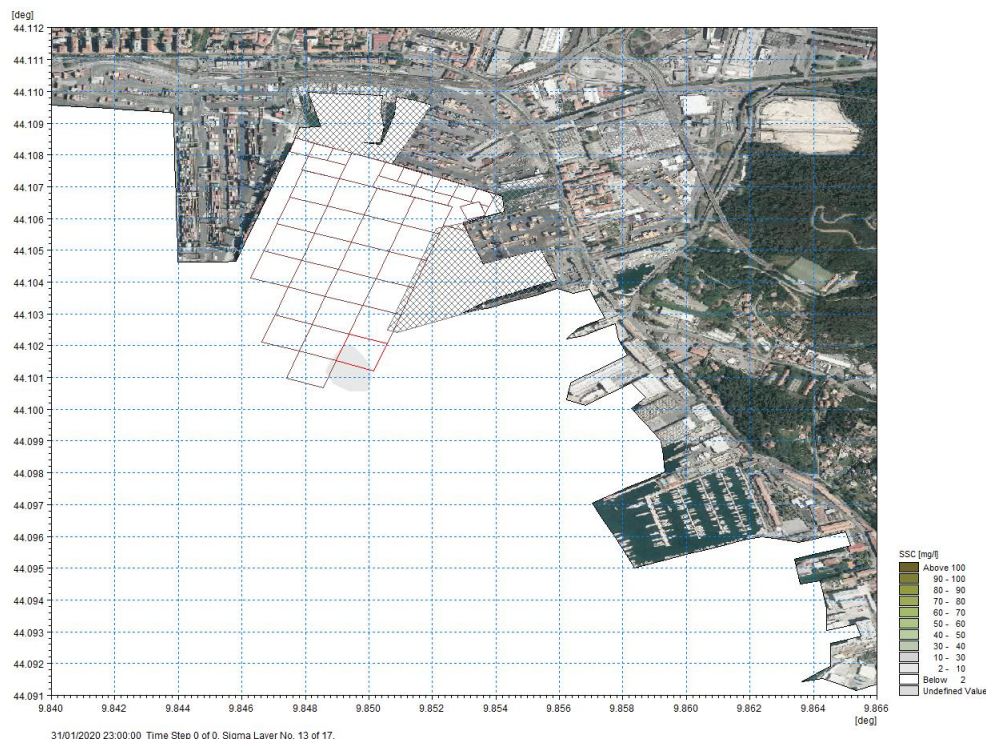 [deg]
44.112
44.111
44.110
44.109
44.108
44.107
44.106
44.105
44.104
44.103
44.102
44.101
44.100
44.099
44.098
44.097
44.096
44.095
44.094
44.093
44.092
44.091
9.840 9.842 9.844 9.846 9.848 9.850 9.852 9.854 9.856 9.858 9.860 9.862 9.864 9.866
[deg]
SSC [mg/l]
Above 100
90 - 100
80 - 90
70 - 80
60 - 70
50 - 60
40 - 50
30 - 40
10 - 30
2 - 10
Below 2
Undefined Value
31/01/2020 23:00:00 Time Step 0 of 0. Sigma Layer No. 13 of 17.